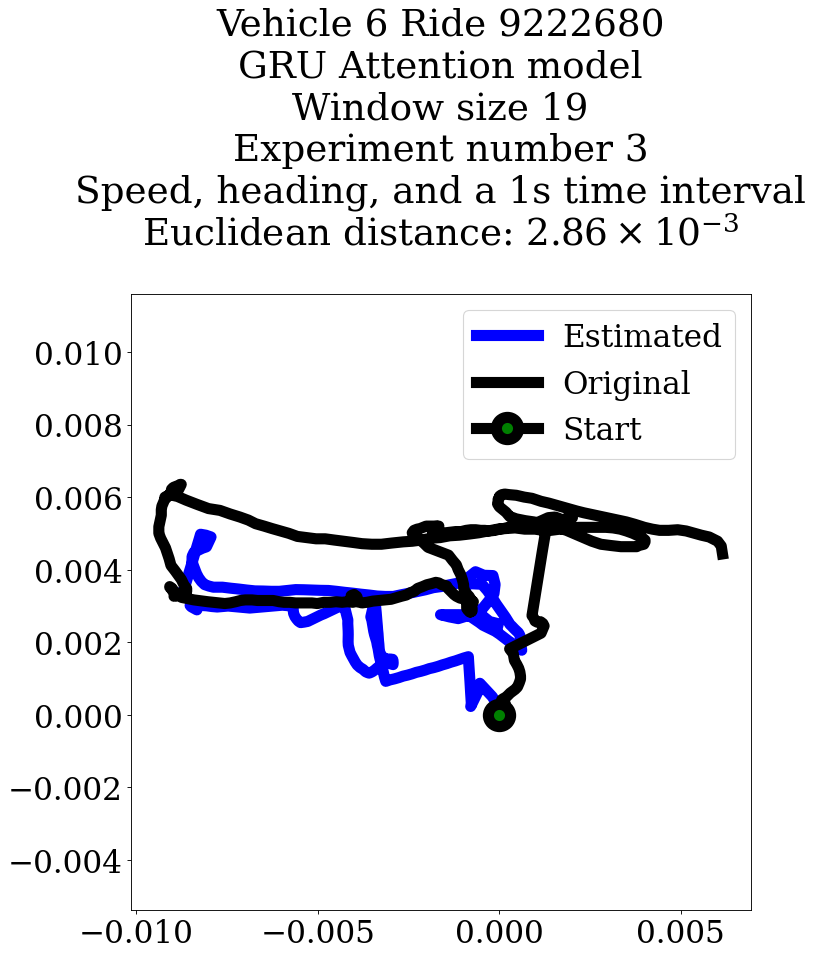 Vehicle 6 Ride 9222680
GRU Attention model
Window size 19
Experiment number 3
Speed, heading, and a 1s time interval
Euclidean distance: 2.86 × 10⁻³
Estimated
Original
Start
0.010
0.008
0.006
0.004
0.002
0.000
−0.002
−0.004
−0.010 −0.005 0.000 0.005